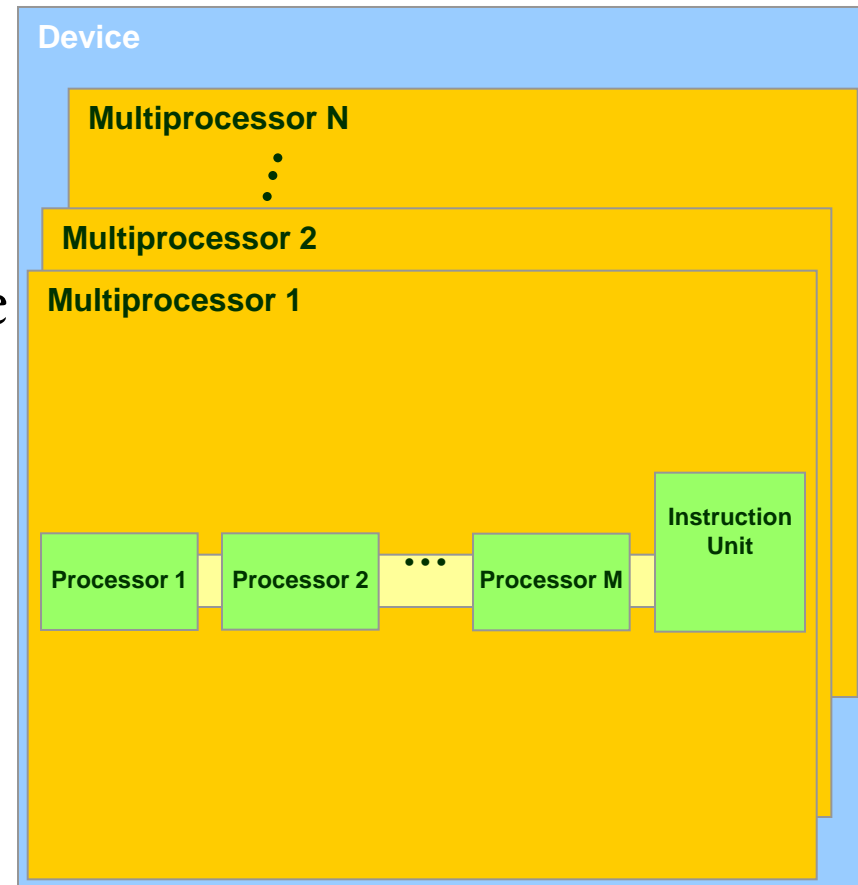 Device
Multiprocessor N
Multiprocessor 2
Multiprocessor 1
Instruction
Unit
Processor 1
Processor 2
...
Processor M